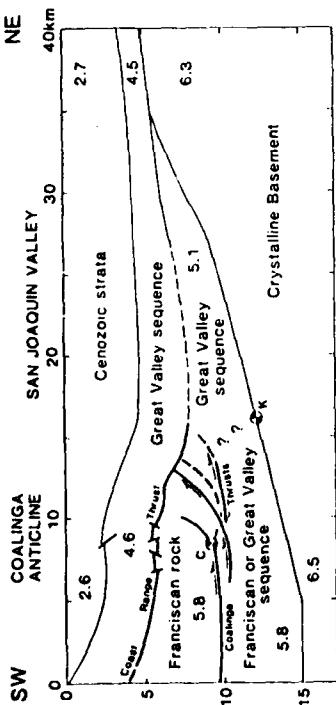 SW
COALINGA
ANTICLINE
SAN JOAQUIN VALLEY
NE
0
10
20
30
40km
0
5
10
15
2.6
Cenozoic strata
2.7
4.6
4.5
Great Valley sequence
6.3
Coast Range Thrust
Franciscan rock
5.8
C
Great Valley
sequence
5.1
Coalinga Thrusts
?
?
K
Franciscan or Great Valley
sequence
5.8
6.5
Crystalline Basement